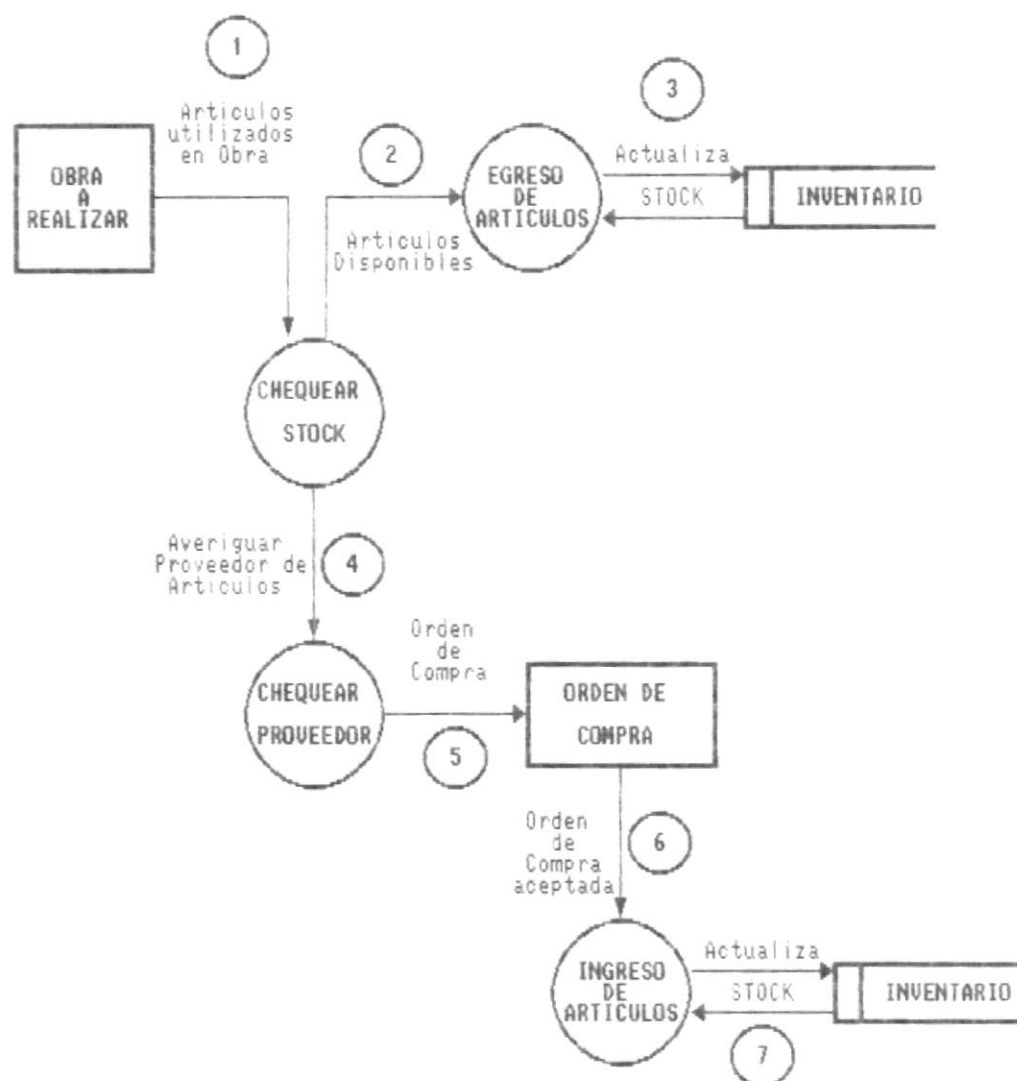 1
Articulos
utilizados
en Obra
OBRA
A
REALIZAR
2
Articulos
Disponibles
EGRESO
DE
ARTICULOS
3
Actualiza
STOCK
INVENTARIO
CHEQUEAR
STOCK
Averiguar
Proveedor de
Articulos
4
CHEQUEAR
PROVEEDOR
Orden
de
Compra
5
ORDEN DE
COMPRA
Orden
de
Compra
aceptada
6
INGRESO
DE
ARTICULOS
Actualiza
STOCK
7
INVENTARIO